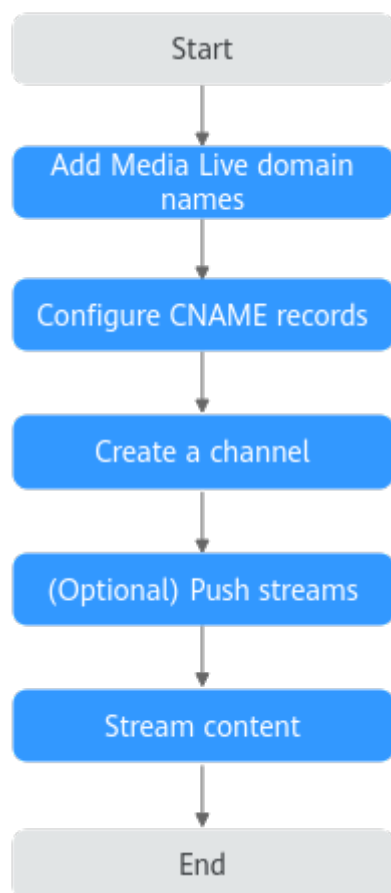 Start
Add Media Live domain
names
Configure CNAME records
Create a channel
(Optional) Push streams
Stream content
End